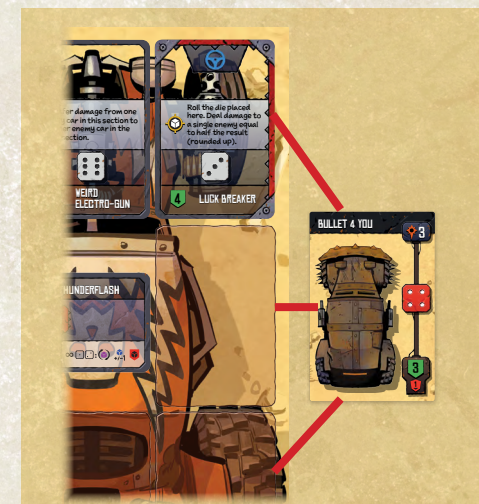 damage from one
car in this section to
enemy car in the
Roll the die placed
here. Deal damage to
a single enemy equal
to half the result
(rounded up).
WEIRD
ELECTRO-GUN
4 LUCK BREAKER
BULLET 4 YOU
3
+/-1
3
1